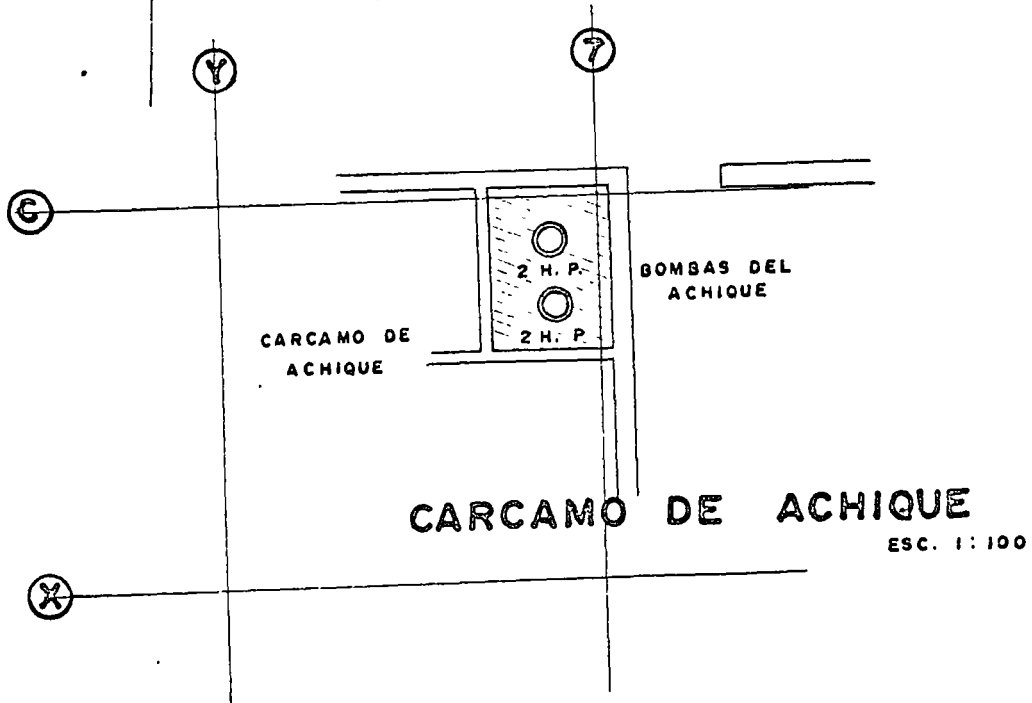 Y
7
G
2 H. P.
BOMBAS DEL
ACHIQUE
2 H. P.
CARCAMO DE
ACHIQUE
CARCAMO DE ACHIQUE
ESC. 1:100
X